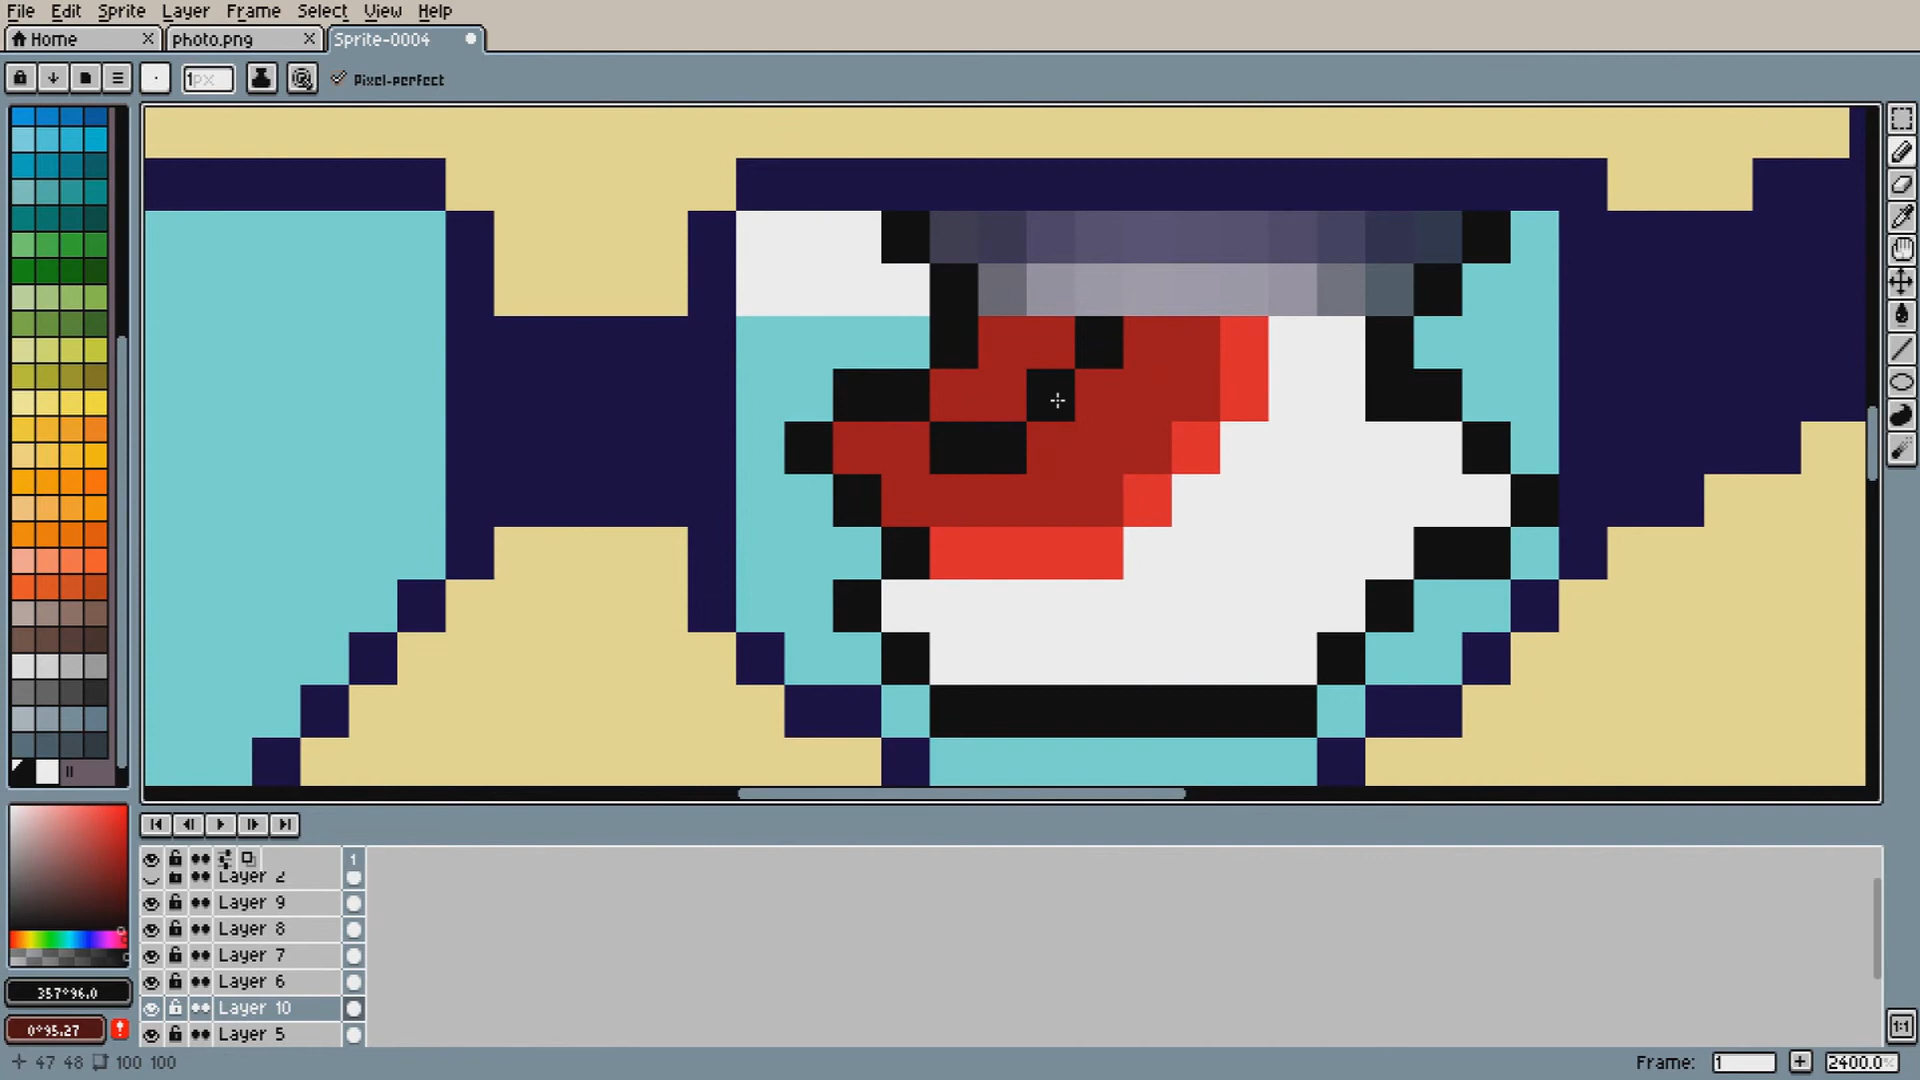 File Edit Sprite Layer Frame Select View Help
Home photo.png Sprite-0004
1px Pixel-perfect
1
Layer 2
Layer 9
Layer 8
Layer 7
Layer 6
Layer 10
Layer 5
357°96.0
0°95.27 !
1:1
47 48 100 100
Frame: 1 + 2400.0%